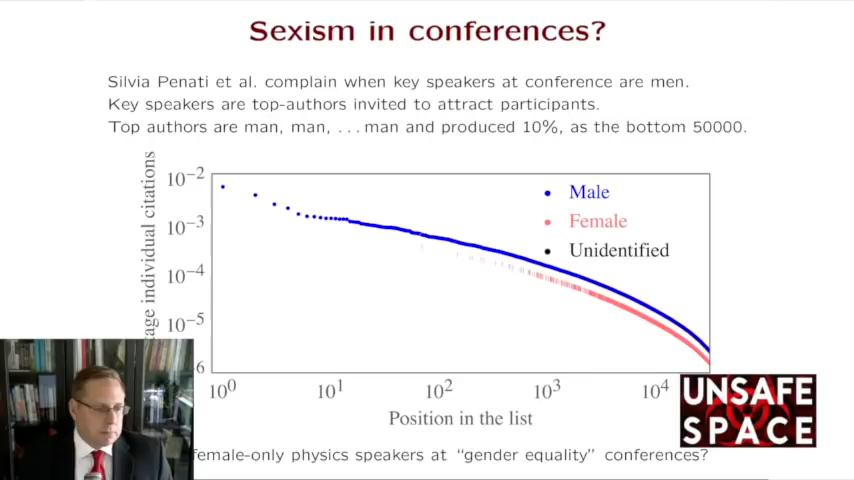 Sexism in conferences?
Silvia Penati et al. complain when key speakers at conference are men.
Key speakers are top-authors invited to attract participants.
Top authors are man, man, ...man and produced 10%, as the bottom 50000.
10⁻²
10⁻³
10⁻⁴
10⁻⁵
6
individual citations
Male
Female
Unidentified
10⁰
10¹
10²
10³
10⁴
Position in the list
UNSAFE
SPACE
female-only physics speakers at “gender equality” conferences?